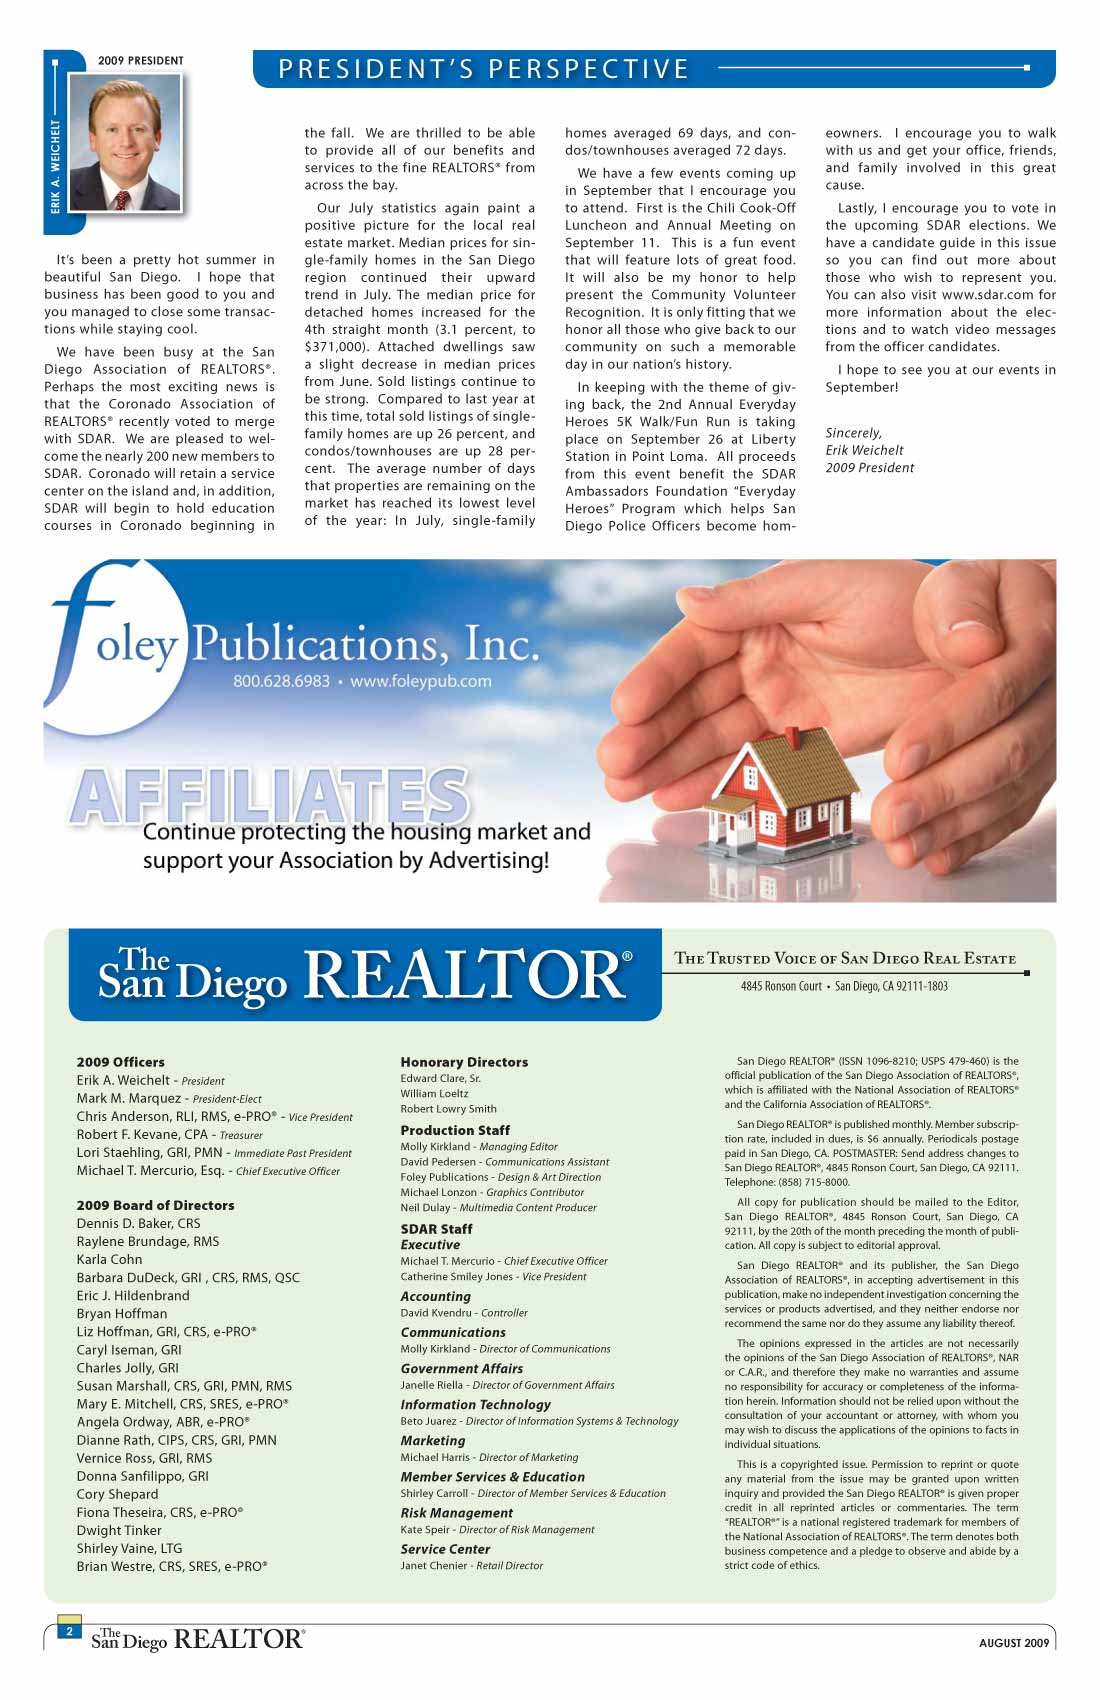 2009 PRESIDENT
ERIK A. WEICHELT
PRESIDENT'S PERSPECTIVE
It's been a pretty hot summer in
beautiful San Diego. I hope that
business has been good to you and
you managed to close some transac-
tions while staying cool.
We have been busy at the San
Diego Association of REALTORS®.
Perhaps the most exciting news is
that the Coronado Association of
REALTORS® recently voted to merge
with SDAR. We are pleased to wel-
come the nearly 200 new members to
SDAR. Coronado will retain a service
center on the island and, in addition,
SDAR will begin to hold education
courses in Coronado beginning in
the fall. We are thrilled to be able
to provide all of our benefits and
services to the fine REALTORS® from
across the bay.
Our July statistics again paint a
positive picture for the local real
estate market. Median prices for sin-
gle-family homes in the San Diego
region continued their upward
trend in July. The median price for
detached homes increased for the
4th straight month (3.1 percent, to
$371,000). Attached dwellings saw
a slight decrease in median prices
from June. Sold listings continue to
be strong. Compared to last year at
this time, total sold listings of single-
family homes are up 26 percent, and
condos/townhouses are up 28 per-
cent. The average number of days
that properties are remaining on the
market has reached its lowest level
of the year: In July, single-family
homes averaged 69 days, and con-
dos/townhouses averaged 72 days.
We have a few events coming up
in September that I encourage you
to attend. First is the Chili Cook-Off
Luncheon and Annual Meeting on
September 11. This is a fun event
that will feature lots of great food.
It will also be my honor to help
present the Community Volunteer
Recognition. It is only fitting that we
honor all those who give back to our
community on such a memorable
day in our nation's history.
In keeping with the theme of giv-
ing back, the 2nd Annual Everyday
Heroes 5K Walk/Fun Run is taking
place on September 26 at Liberty
Station in Point Loma. All proceeds
from this event benefit the SDAR
Ambassadors Foundation "Everyday
Heroes" Program which helps San
Diego Police Officers become hom-
eowners. I encourage you to walk
with us and get your office, friends,
and family involved in this great
cause.
Lastly, I encourage you to vote in
the upcoming SDAR elections. We
have a candidate guide in this issue
so you can find out more about
those who wish to represent you.
You can also visit www.sdar.com for
more information about the elec-
tions and to watch video messages
from the officer candidates.
I hope to see you at our events in
September!
Sincerely,
Erik Weichelt
2009 President
foley Publications, Inc.
800.628.6983 • www.foleypub.com
AFFILIATES
Continue protecting the housing market and
support your Association by Advertising!
The San Diego REALTOR®
THE TRUSTED VOICE OF SAN DIEGO REAL ESTATE
4845 Ronson Court • San Diego, CA 92111-1803
2009 Officers
Erik A. Weichelt - President
Mark M. Marquez - President-Elect
Chris Anderson, RLI, RMS, e-PRO® - Vice President
Robert F. Kevane, CPA - Treasurer
Lori Staehling, GRI, PMN - Immediate Past President
Michael T. Mercurio, Esq. - Chief Executive Officer
2009 Board of Directors
Dennis D. Baker, CRS
Raylene Brundage, RMS
Karla Cohn
Barbara DuDeck, GRI , CRS, RMS, QSC
Eric J. Hildenbrand
Bryan Hoffman
Liz Hoffman, GRI, CRS, e-PRO®
Caryl Iseman, GRI
Charles Jolly, GRI
Susan Marshall, CRS, GRI, PMN, RMS
Mary E. Mitchell, CRS, SRES, e-PRO®
Angela Ordway, ABR, e-PRO®
Dianne Rath, CIPS, CRS, GRI, PMN
Vernice Ross, GRI, RMS
Donna Sanfilippo, GRI
Cory Shepard
Fiona Theseira, CRS, e-PRO®
Dwight Tinker
Shirley Vaine, LTG
Brian Westre, CRS, SRES, e-PRO®
Honorary Directors
Edward Clare, Sr.
William Loeltz
Robert Lowry Smith
Production Staff
Molly Kirkland - Managing Editor
David Pedersen - Communications Assistant
Foley Publications - Design & Art Direction
Michael Lonzon - Graphics Contributor
Neil Dulay - Multimedia Content Producer
SDAR Staff
Executive
Michael T. Mercurio - Chief Executive Officer
Catherine Smiley Jones - Vice President
Accounting
David Kvendru - Controller
Communications
Molly Kirkland - Director of Communications
Government Affairs
Janelle Riella - Director of Government Affairs
Information Technology
Beto Juarez - Director of Information Systems & Technology
Marketing
Michael Harris - Director of Marketing
Member Services & Education
Shirley Carroll - Director of Member Services & Education
Risk Management
Kate Speir - Director of Risk Management
Service Center
Janet Chenier - Retail Director
San Diego REALTOR® (ISSN 1096-8210; USPS 479-460) is the
official publication of the San Diego Association of REALTORS®,
which is affiliated with the National Association of REALTORS®
and the California Association of REALTORS®.
San Diego REALTOR® is published monthly. Member subscrip-
tion rate, included in dues, is $6 annually. Periodicals postage
paid in San Diego, CA. POSTMASTER: Send address changes to
San Diego REALTOR®, 4845 Ronson Court, San Diego, CA 92111.
Telephone: (858) 715-8000.
All copy for publication should be mailed to the Editor,
San Diego REALTOR®, 4845 Ronson Court, San Diego, CA
92111, by the 20th of the month preceding the month of publi-
cation. All copy is subject to editorial approval.
San Diego REALTOR® and its publisher, the San Diego
Association of REALTORS®, in accepting advertisement in this
publication, make no independent investigation concerning the
services or products advertised, and they neither endorse nor
recommend the same nor do they assume any liability thereof.
The opinions expressed in the articles are not necessarily
the opinions of the San Diego Association of REALTORS®, NAR
or C.A.R., and therefore they make no warranties and assume
no responsibility for accuracy or completeness of the informa-
tion herein. Information should not be relied upon without the
consultation of your accountant or attorney, with whom you
may wish to discuss the applications of the opinions to facts in
individual situations.
This is a copyrighted issue. Permission to reprint or quote
any material from the issue may be granted upon written
inquiry and provided the San Diego REALTOR® is given proper
credit in all reprinted articles or commentaries. The term
"REALTOR®" is a national registered trademark for members of
the National Association of REALTORS®. The term denotes both
business competence and a pledge to observe and abide by a
strict code of ethics.
2
The San Diego REALTOR®
AUGUST 2009